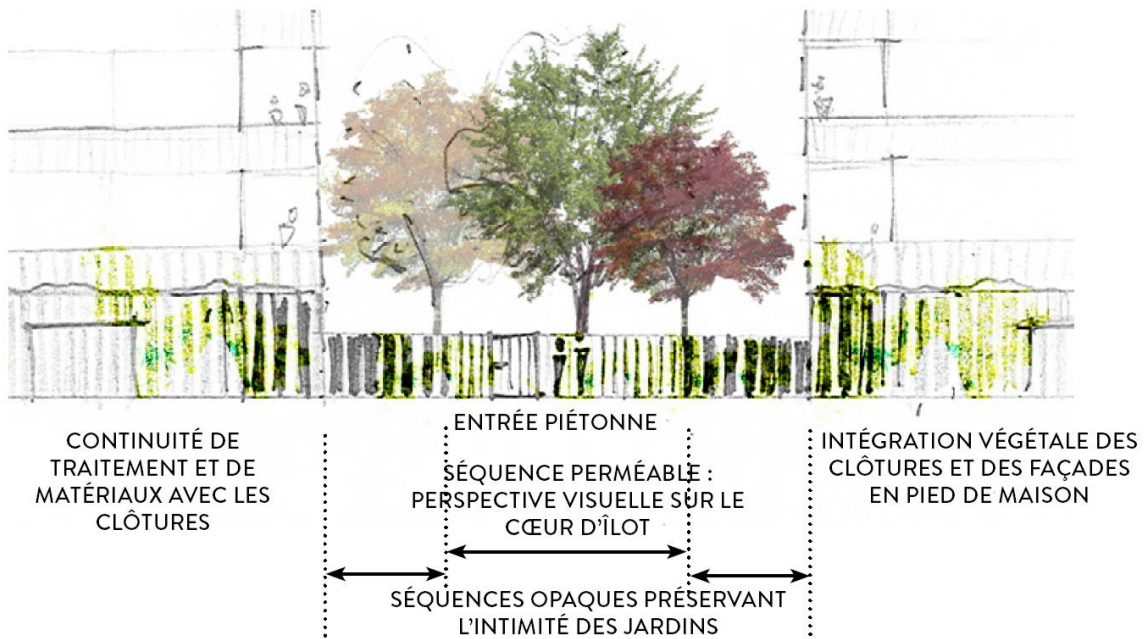 CONTINUITÉ DE
TRAITEMENT ET DE
MATÉRIAUX AVEC LES
CLÔTURES
ENTRÉE PIÉTONNE
SÉQUENCE PERMÉABLE :
PERSPECTIVE VISUELLE SUR LE
CŒUR D'ÎLOT
SÉQUENCES OPAQUES PRÉSERVANT
L'INTIMITÉ DES JARDINS
INTÉGRATION VÉGÉTALE DES
CLÔTURES ET DES FAÇADES
EN PIED DE MAISON